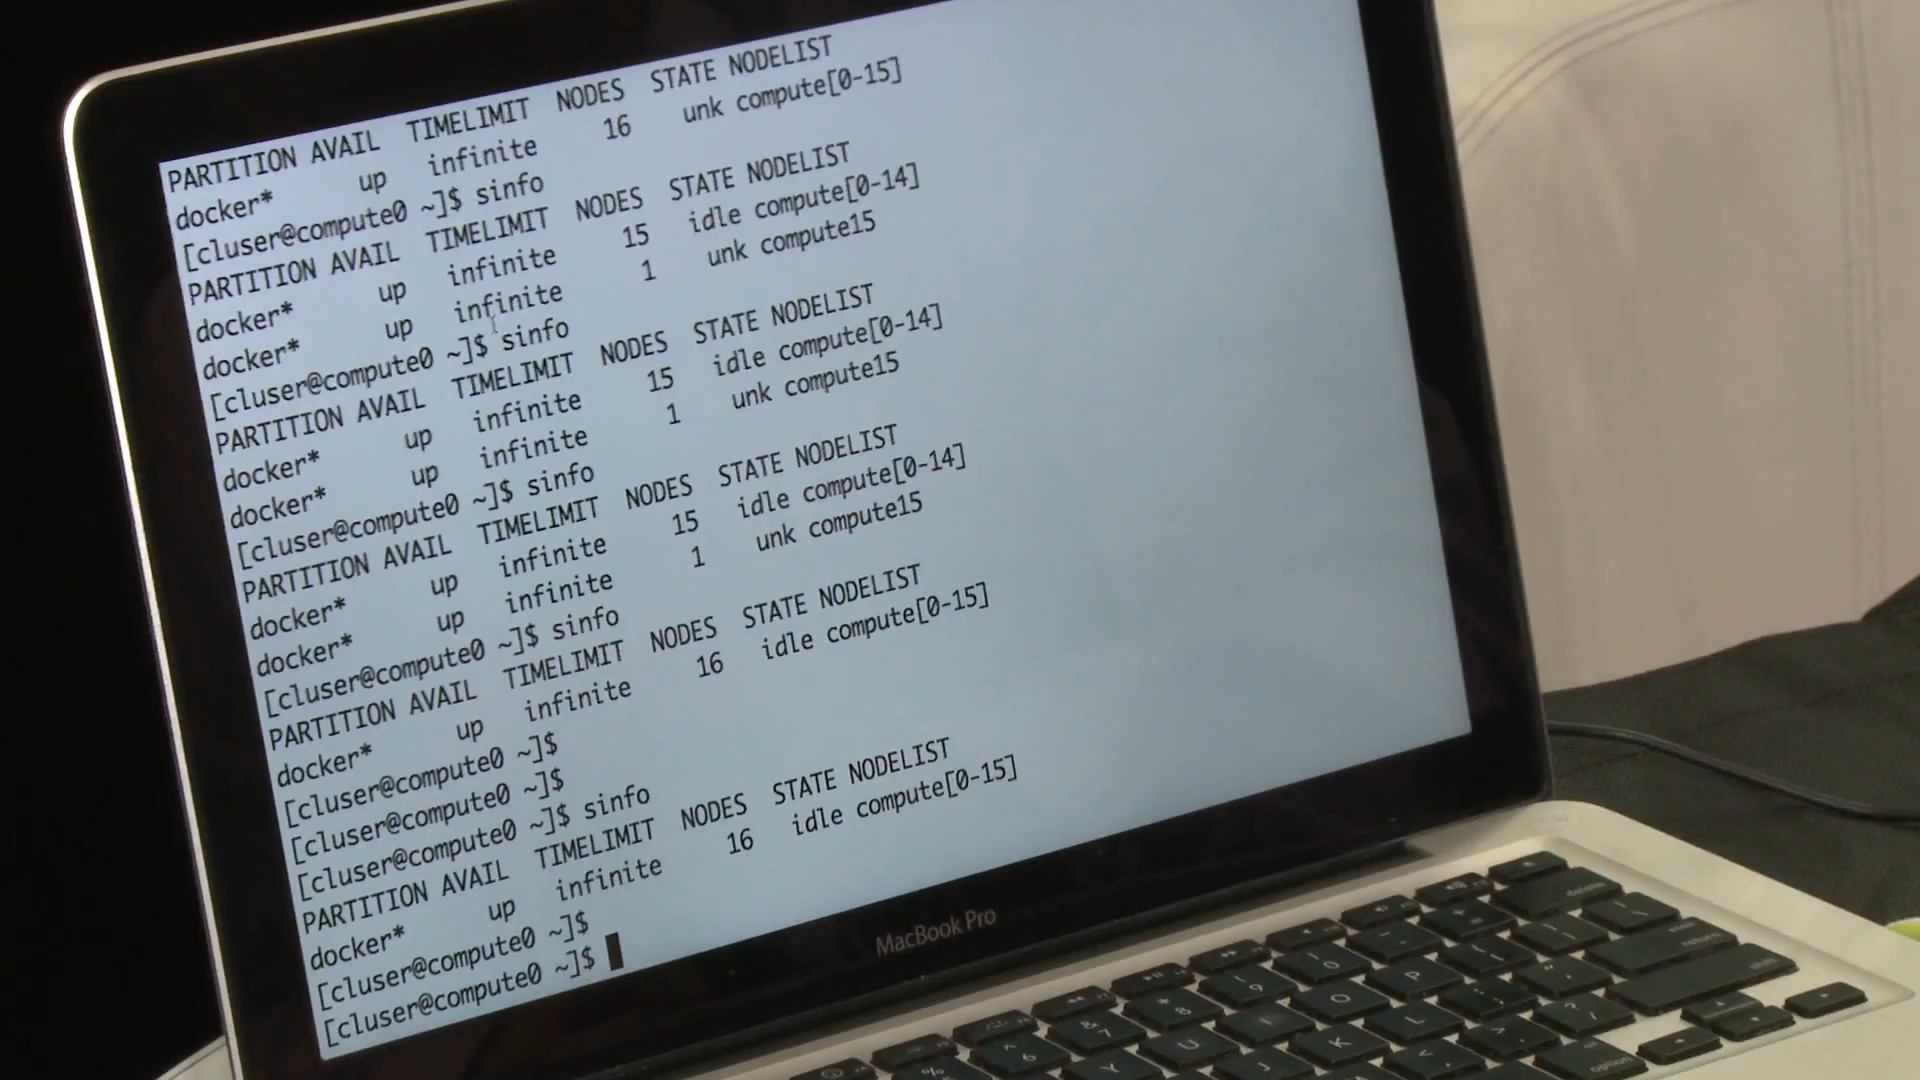 PARTITION AVAIL  TIMELIMIT  NODES  STATE NODELIST
docker*      up   infinite     16    unk compute[0-15]
[cluser@compute0 ~]$ sinfo
PARTITION AVAIL  TIMELIMIT  NODES  STATE NODELIST
docker*      up   infinite     15   idle compute[0-14]
docker*      up   infinite      1    unk compute15
[cluser@compute0 ~]$ sinfo
PARTITION AVAIL  TIMELIMIT  NODES  STATE NODELIST
docker*      up   infinite     15   idle compute[0-14]
docker*      up   infinite      1    unk compute15
[cluser@compute0 ~]$ sinfo
PARTITION AVAIL  TIMELIMIT  NODES  STATE NODELIST
docker*      up   infinite     15   idle compute[0-14]
docker*      up   infinite      1    unk compute15
[cluser@compute0 ~]$ sinfo
PARTITION AVAIL  TIMELIMIT  NODES  STATE NODELIST
docker*      up   infinite     16   idle compute[0-15]
[cluser@compute0 ~]$
[cluser@compute0 ~]$
[cluser@compute0 ~]$ sinfo
PARTITION AVAIL  TIMELIMIT  NODES  STATE NODELIST
docker*      up   infinite     16   idle compute[0-15]
[cluser@compute0 ~]$
[cluser@compute0 ~]$
MacBook Pro
delete
return
option